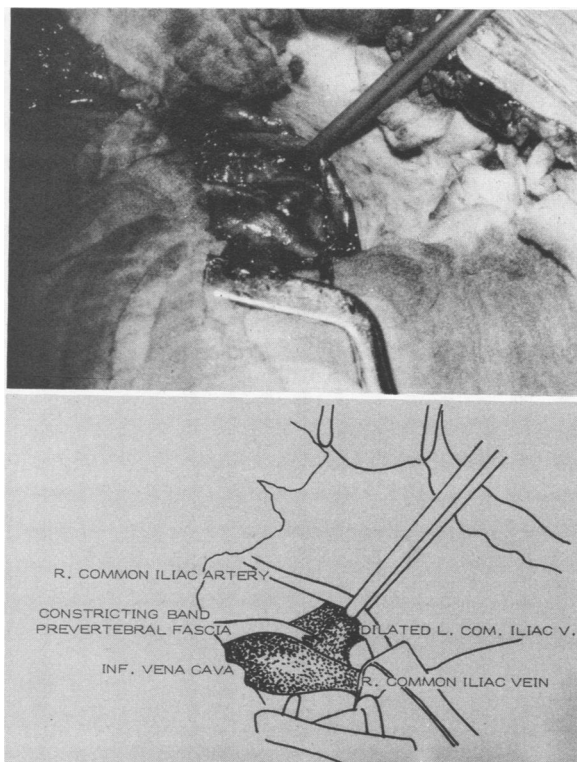 R. COMMON ILIAC ARTERY
CONSTRICTING BAND
PREVERTEBRAL FASCIA
DILATED L. COM. ILIAC V.
INF. VENA CAVA
R. COMMON ILIAC VEIN